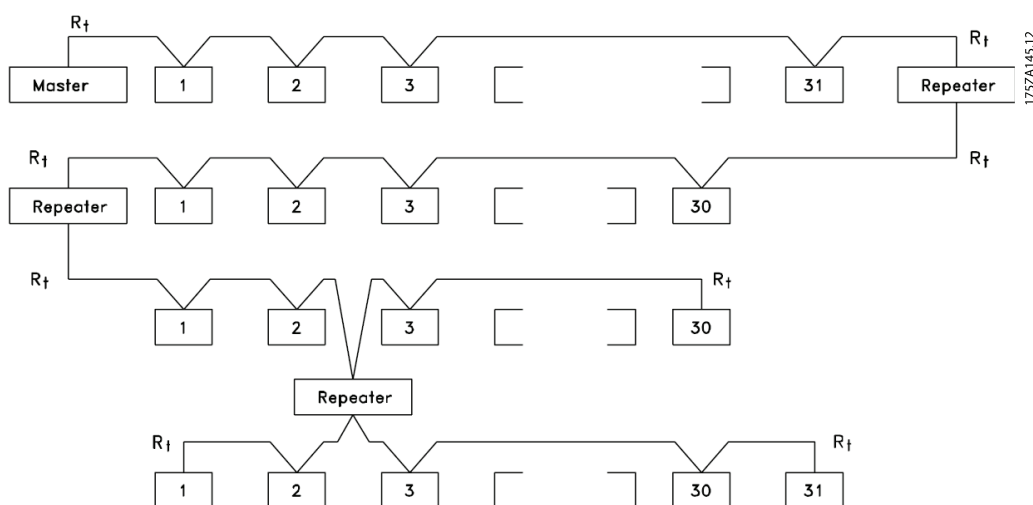 Rt
Rt
Master 1 2 3 31 Repeater
175ZA145.12
Rt
Rt
Repeater 1 2 3 30
Rt
Rt
1 2 3 30
Repeater
Rt
Rt
1 2 3 30 31